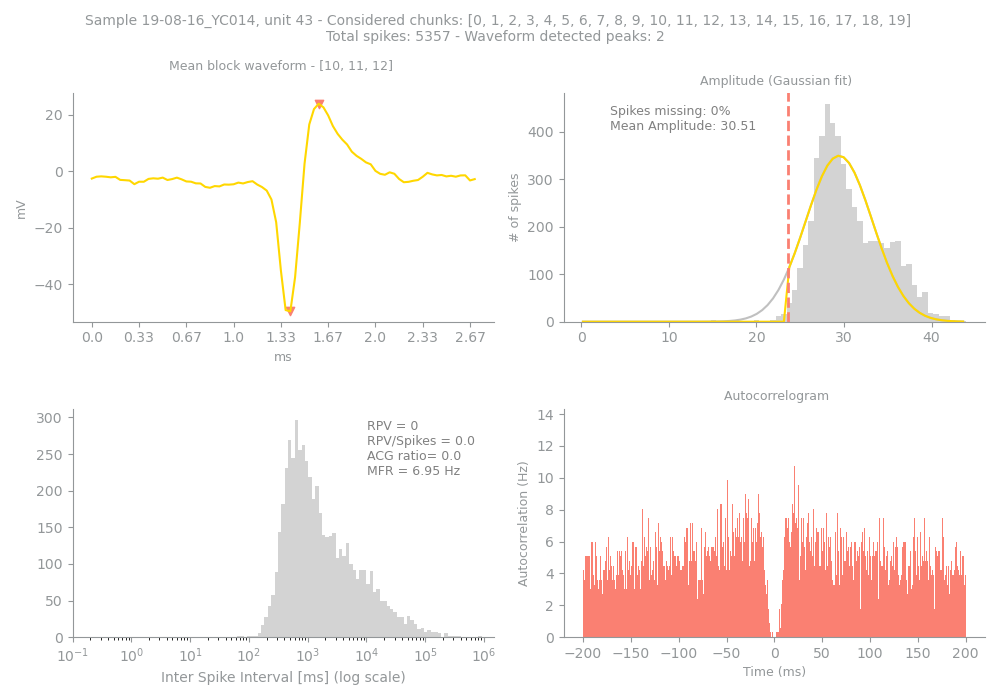 Sample 19-08-16_YC014, unit 43 - Considered chunks: [0, 1, 2, 3, 4, 5, 6, 7, 8, 9, 10, 11, 12, 13, 14, 15, 16, 17, 18, 19]
Total spikes: 5357 - Waveform detected peaks: 2
Mean block waveform - [10, 11, 12]
20
0
−20
−40
mV
0.0 0.33 0.67 1.0 1.33 1.67 2.0 2.33 2.67
ms
Amplitude (Gaussian fit)
Spikes missing: 0%
Mean Amplitude: 30.51
400
300
200
100
0
# of spikes
0 10 20 30 40
300
250
200
150
100
50
0
RPV = 0
RPV/Spikes = 0.0
ACG ratio= 0.0
MFR = 6.95 Hz
10⁻¹ 10⁰ 10¹ 10² 10³ 10⁴ 10⁵ 10⁶
Inter Spike Interval [ms] (log scale)
Autocorrelogram
14
12
10
8
6
4
2
0
Autocorrelation (Hz)
−200 −150 −100 −50 0 50 100 150 200
Time (ms)